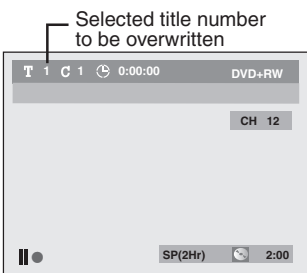 Selected title number
to be overwritten
T 1 C 1 0:00:00 DVD+RW
CH 12
SP(2Hr) 2:00